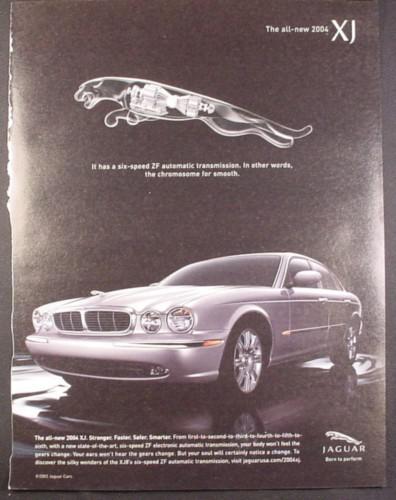 The all-new 2004 XJ
It has a six-speed ZF automatic transmission. In other words,
the chromosome for smooth.
The all-new 2004 XJ. Stronger. Faster. Safer. Smarter. From first-to-second-to-third-to-fourth-to-fifth-to-
sixth, with a new state-of-the-art, six-speed ZF electronic automatic transmission, your body won't feel the
gears change. Your ears won't hear the gears change. But your soul will certainly notice a change. To
discover the silky wonders of the XJ8's six-speed ZF automatic transmission, visit jaguarusa.com/2004xj.
JAGUAR
Born to perform
©2003 Jaguar Cars